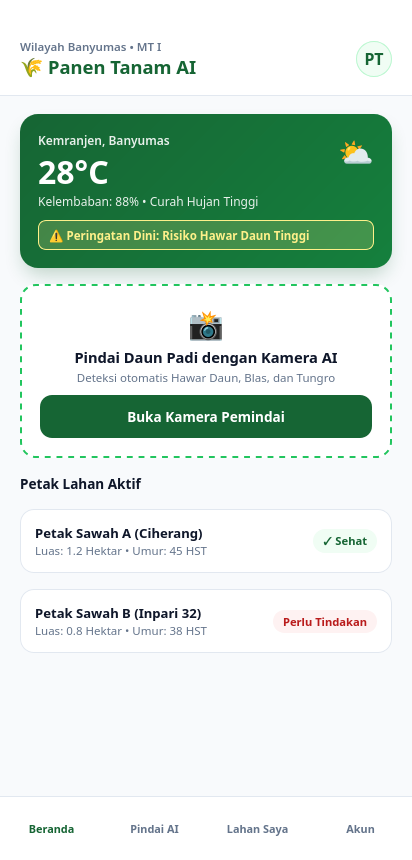 Wilayah Banyumas • MT I
🌾 Panen Tanam AI
PT
Kemranjen, Banyumas
28°C
Kelembaban: 88% • Curah Hujan Tinggi
⚠️ Peringatan Dini: Risiko Hawar Daun Tinggi
Pindai Daun Padi dengan Kamera AI
Deteksi otomatis Hawar Daun, Blas, dan Tungro
Buka Kamera Pemindai
Petak Lahan Aktif
Petak Sawah A (Ciherang)
Luas: 1.2 Hektar • Umur: 45 HST
✓ Sehat
Petak Sawah B (Inpari 32)
Luas: 0.8 Hektar • Umur: 38 HST
Perlu Tindakan
Beranda
Pindai AI
Lahan Saya
Akun